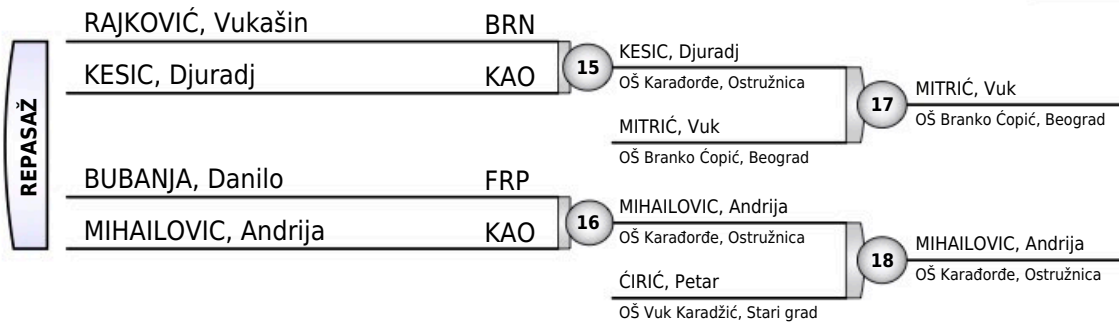 REPASAŽ
RAJKOVIĆ, Vukašin BRN
KESIC, Djuradj KAO
15
KESIC, Djuradj
OŠ Karađorđe, Ostružnica
MITRIĆ, Vuk
OŠ Branko Ćopić, Beograd
17
MITRIĆ, Vuk
OŠ Branko Ćopić, Beograd
BUBANJA, Danilo FRP
MIHAILOVIC, Andrija KAO
16
MIHAILOVIC, Andrija
OŠ Karađorđe, Ostružnica
ĆIRIĆ, Petar
OŠ Vuk Karadžić, Stari grad
18
MIHAILOVIC, Andrija
OŠ Karađorđe, Ostružnica